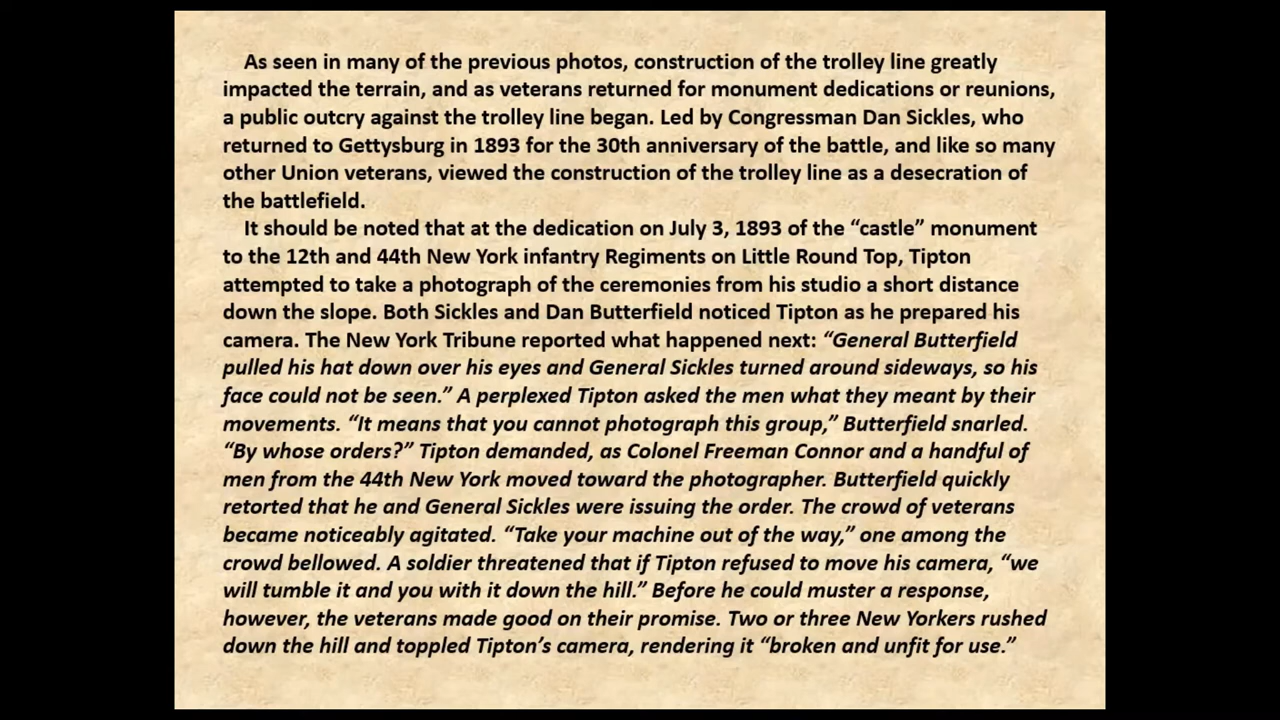 As seen in many of the previous photos, construction of the trolley line greatly
impacted the terrain, and as veterans returned for monument dedications or reunions,
a public outcry against the trolley line began. Led by Congressman Dan Sickles, who
returned to Gettysburg in 1893 for the 30th anniversary of the battle, and like so many
other Union veterans, viewed the construction of the trolley line as a desecration of
the battlefield.
It should be noted that at the dedication on July 3, 1893 of the “castle” monument
to the 12th and 44th New York infantry Regiments on Little Round Top, Tipton
attempted to take a photograph of the ceremonies from his studio a short distance
down the slope. Both Sickles and Dan Butterfield noticed Tipton as he prepared his
camera. The New York Tribune reported what happened next: “General Butterfield
pulled his hat down over his eyes and General Sickles turned around sideways, so his
face could not be seen.” A perplexed Tipton asked the men what they meant by their
movements. “It means that you cannot photograph this group,” Butterfield snarled.
“By whose orders?” Tipton demanded, as Colonel Freeman Connor and a handful of
men from the 44th New York moved toward the photographer. Butterfield quickly
retorted that he and General Sickles were issuing the order. The crowd of veterans
became noticeably agitated. “Take your machine out of the way,” one among the
crowd bellowed. A soldier threatened that if Tipton refused to move his camera, “we
will tumble it and you with it down the hill.” Before he could muster a response,
however, the veterans made good on their promise. Two or three New Yorkers rushed
down the hill and toppled Tipton’s camera, rendering it “broken and unfit for use.”